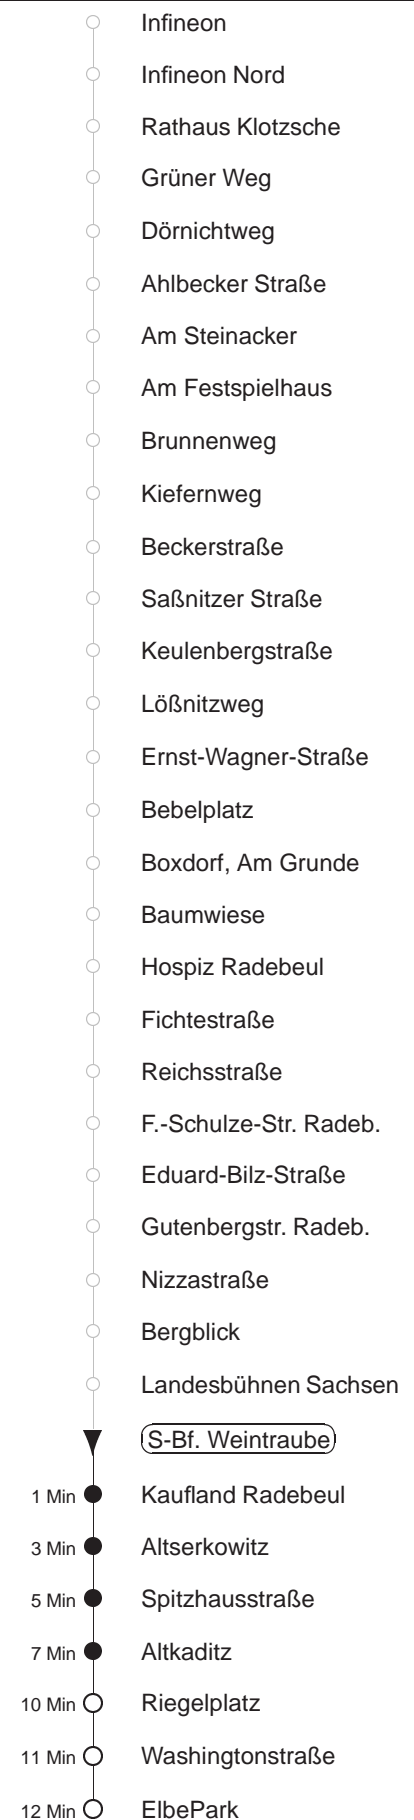 Infineon
Infineon Nord
Rathaus Klotzsche
Grüner Weg
Dörnichtweg
Ahlbecker Straße
Am Steinacker
Am Festspielhaus
Brunnenweg
Kiefernweg
Beckerstraße
Saßnitzer Straße
Keulenbergstraße
Lößnitzweg
Ernst-Wagner-Straße
Bebelplatz
Boxdorf, Am Grunde
Baumwiese
Hospiz Radebeul
Fichtestraße
Reichsstraße
F.-Schulze-Str. Radeb.
Eduard-Bilz-Straße
Gutenbergstr. Radeb.
Nizzastraße
Bergblick
Landesbühnen Sachsen
S-Bf. Weintraube
1 Min Kaufland Radebeul
3 Min Altserkowitz
5 Min Spitzhausstraße
7 Min Altkaditz
10 Min Riegelplatz
11 Min Washingtonstraße
12 Min ElbePark